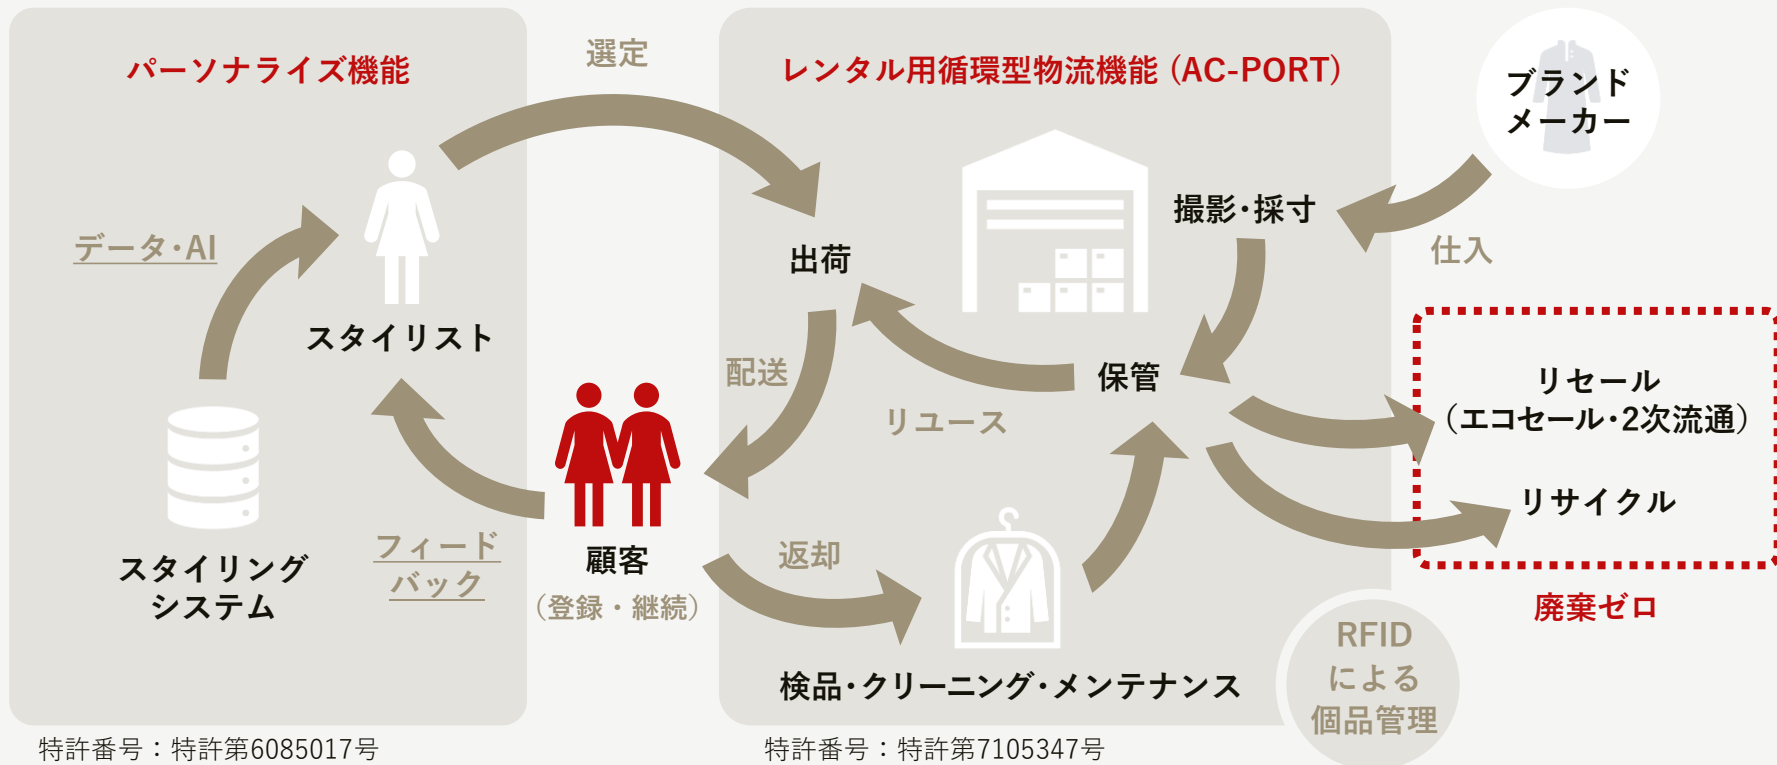 パーソナライズ機能
選定
レンタル用循環型物流機能 (AC-PORT)
ブランド
メーカー
データ・AI
スタイリスト
出荷
撮影・採寸
仕入
配送
リユース
保管
リセール
（エコセール・2次流通）
リサイクル
廃棄ゼロ
スタイリング
システム
フィード
バック
顧客
（登録・継続）
返却
検品・クリーニング・メンテナンス
RFID
による
個品管理
特許番号：特許第6085017号
特許番号：特許第7105347号